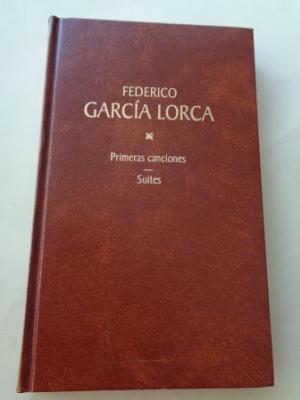 FEDERICO
GARCÍA LORCA
Primeras canciones
Suites